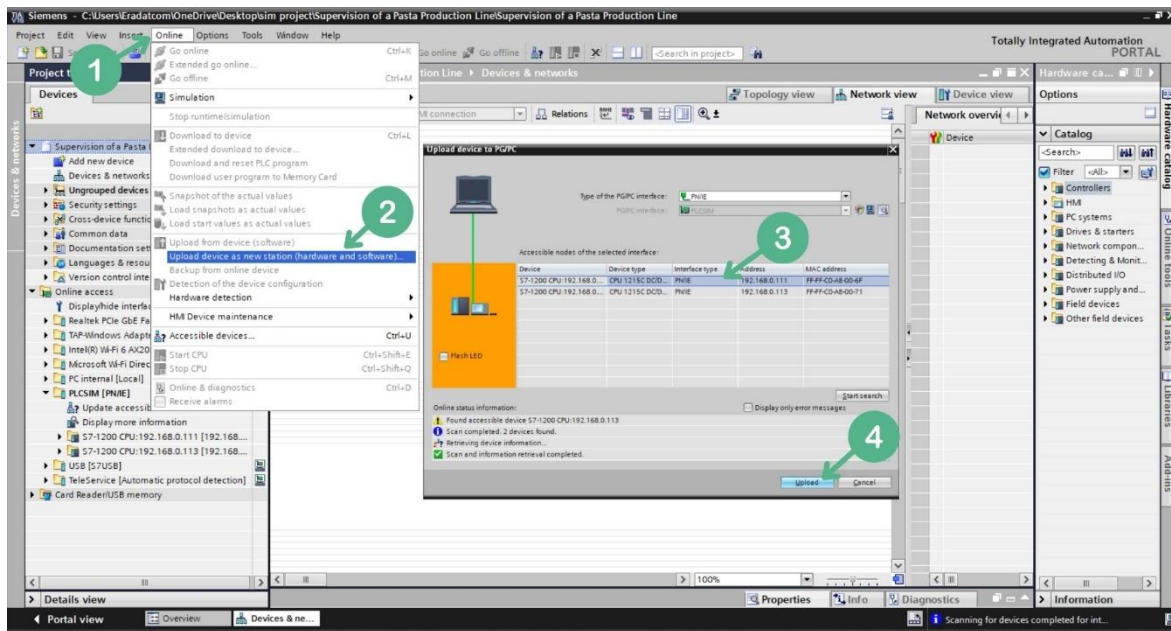 Siemens - C:\Users\Eradatcom\OneDrive\Desktop\sim project\Supervision of a Pasta Production Line\Supervision of a Pasta Production Line
Project Edit View Insert Online Options Tools Window Help
Totally Integrated Automation
PORTAL
Go online Go offline <Search in project>
1
Project t
tion Line ▸ Devices & networks
Hardware ca...
Devices
Topology view Network view Device view
Options
Go online Ctrl+K
Extended go online...
Go offline Ctrl+M
Simulation
Stop runtime/simulation
Download to device Ctrl+L
Extended download to device...
Download and reset PLC program
Download user program to Memory Card
Snapshot of the actual values
Load snapshots as actual values
Load start values as actual values
2
Upload from device (software)
Upload device as new station (hardware and software)...
Backup from online device
Detection of the device configuration
Hardware detection
HMI Device maintenance
Accessible devices... Ctrl+U
Start CPU Ctrl+Shift+E
Stop CPU Ctrl+Shift+Q
Online & diagnostics Ctrl+D
Receive alarms
Devices & networks
Supervision of a Pasta
Add new device
Devices & networks
Ungrouped devices
Security settings
Cross-device functio
Common data
Documentation sett
Languages & resou
Version control inte
Online access
Display/hide interfac
Realtek PCIe GbE Fa
TAP-Windows Adapt
Intel(R) Wi-Fi 6 AX20
Microsoft Wi-Fi Direc
PC internal [Local]
PLCSIM [PN/IE]
Update accessib
Display more information
S7-1200 CPU:192.168.0.111 [192.168....
S7-1200 CPU:192.168.0.113 [192.168....
USB [S7USB]
TeleService [Automatic protocol detection]
Card Reader/USB memory
MI connection Relations
Network overvi
Device
Upload device to PG/PC
Type of the PG/PC interface: PN/IE
PG/PC interface: PLCSIM
3
Accessible nodes of the selected interface:
Device Device type Interface type Address MAC address
S7-1200 CPU:192.168.0... CPU 1215C DC/D... PN/IE 192.168.0.111 FF-FF-C0-A8-00-6F
S7-1200 CPU:192.168.0... CPU 1215C DC/D... PN/IE 192.168.0.113 FF-FF-C0-A8-00-71
Flash LED
Start search
Online status information: Display only error messages
Found accessible device S7-1200 CPU:192.168.0.113
Scan completed. 2 devices found.
Retrieving device information...
Scan and information retrieval completed.
4
Upload Cancel
Catalog
<Search>
Filter <All>
Controllers
HMI
PC systems
Drives & starters
Network compon...
Detecting & Monit...
Distributed I/O
Power supply and...
Field devices
Other field devices
Hardware catalog
Online tools
Tasks
Libraries
Add-ins
100%
Details view
Properties Info Diagnostics
Information
Portal view Overview Devices & ne...
Scanning for devices completed for int...